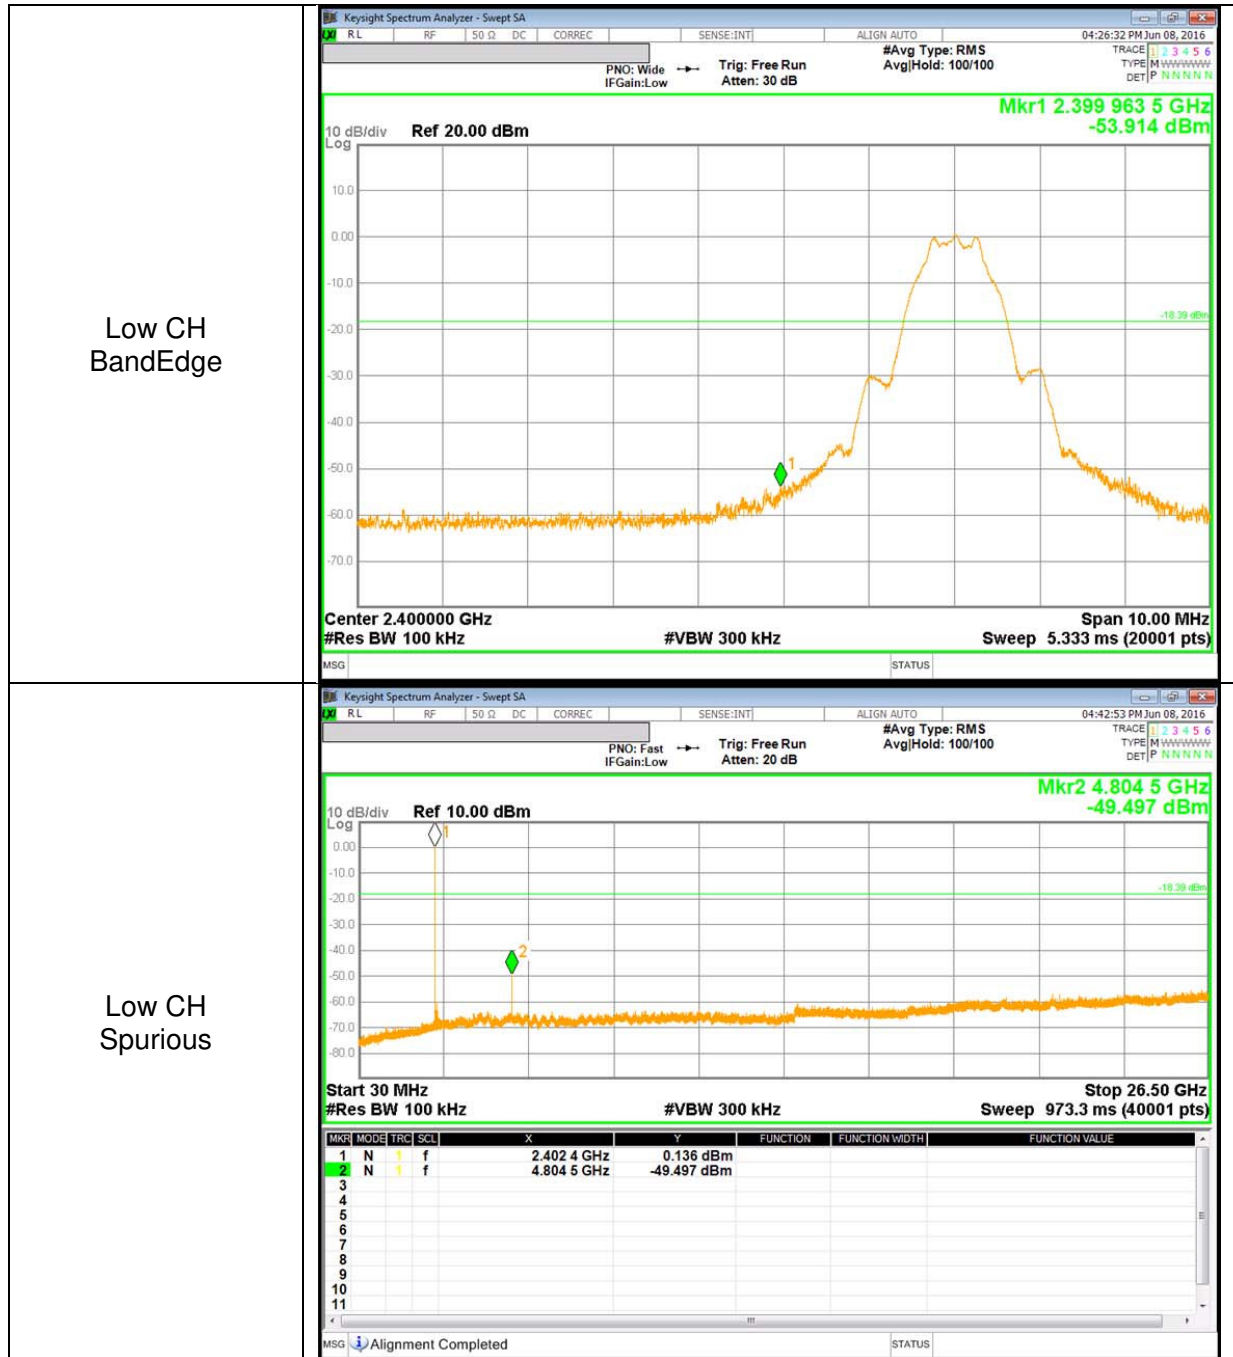 Low CH
BandEdge
Keysight Spectrum Analyzer - Swept SA
LXI RL RF 50 Ω DC CORREC SENSE:INT ALIGN AUTO 04:26:32 PM Jun 08, 2016
#Avg Type: RMS TRACE 1 2 3 4 5 6
PNO: Wide Trig: Free Run Avg|Hold: 100/100 TYPE M W W W W W
IFGain:Low Atten: 30 dB DET P N N N N N
Mkr1 2.399 963 5 GHz
10 dB/div Ref 20.00 dBm -53.914 dBm
Log
10.0
0.00
-10.0
-18.39 dBm
-20.0
-30.0
-40.0
1
-50.0
-60.0
-70.0
Center 2.400000 GHz Span 10.00 MHz
#Res BW 100 kHz #VBW 300 kHz Sweep 5.333 ms (20001 pts)
MSG STATUS
Low CH
Spurious
Keysight Spectrum Analyzer - Swept SA
LXI RL RF 50 Ω DC CORREC SENSE:INT ALIGN AUTO 04:42:53 PM Jun 08, 2016
#Avg Type: RMS TRACE 1 2 3 4 5 6
PNO: Fast Trig: Free Run Avg|Hold: 100/100 TYPE M W W W W W
IFGain:Low Atten: 20 dB DET P N N N N N
Mkr2 4.804 5 GHz
10 dB/div Ref 10.00 dBm -49.497 dBm
Log
1
0.00
-10.0
-18.39 dBm
-20.0
-30.0
-40.0
2
-50.0
-60.0
-70.0
-80.0
Start 30 MHz Stop 26.50 GHz
#Res BW 100 kHz #VBW 300 kHz Sweep 973.3 ms (40001 pts)
MKR MODE TRC SCL X Y FUNCTION FUNCTION WIDTH FUNCTION VALUE
1 N 1 f 2.402 4 GHz 0.136 dBm
2 N 1 f 4.804 5 GHz -49.497 dBm
3
4
5
6
7
8
9
10
11
MSG Alignment Completed STATUS